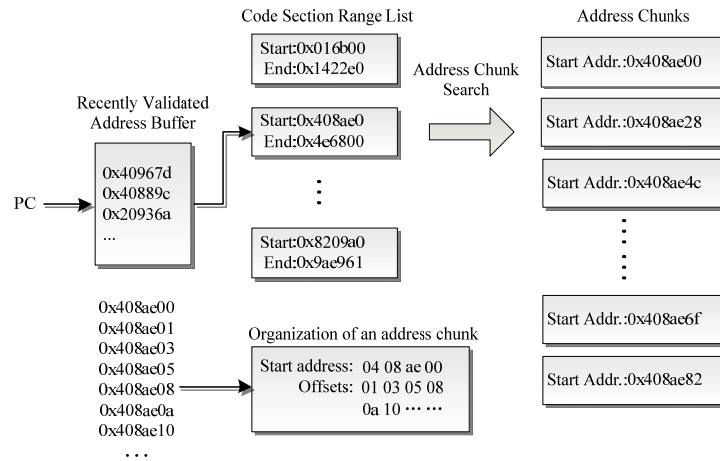 Code Section Range List
Start:0x016b00
End:0x1422e0
Start:0x408ae0
End:0x4e6800
Start:0x8209a0
End:0x9ae961
Address Chunk
Search
Address Chunks
Start Addr.:0x408ae00
Start Addr.:0x408ae28
Start Addr.:0x408ae4c
Start Addr.:0x408ae6f
Start Addr.:0x408ae82
Recently Validated
Address Buffer
PC
0x40967d
0x40889c
0x20936a
...
0x408ae00
0x408ae01
0x408ae03
0x408ae05
0x408ae08
0x408ae0a
0x408ae10
...
Organization of an address chunk
Start address: 04 08 ae 00
Offsets: 01 03 05 08
0a 10 ... ...